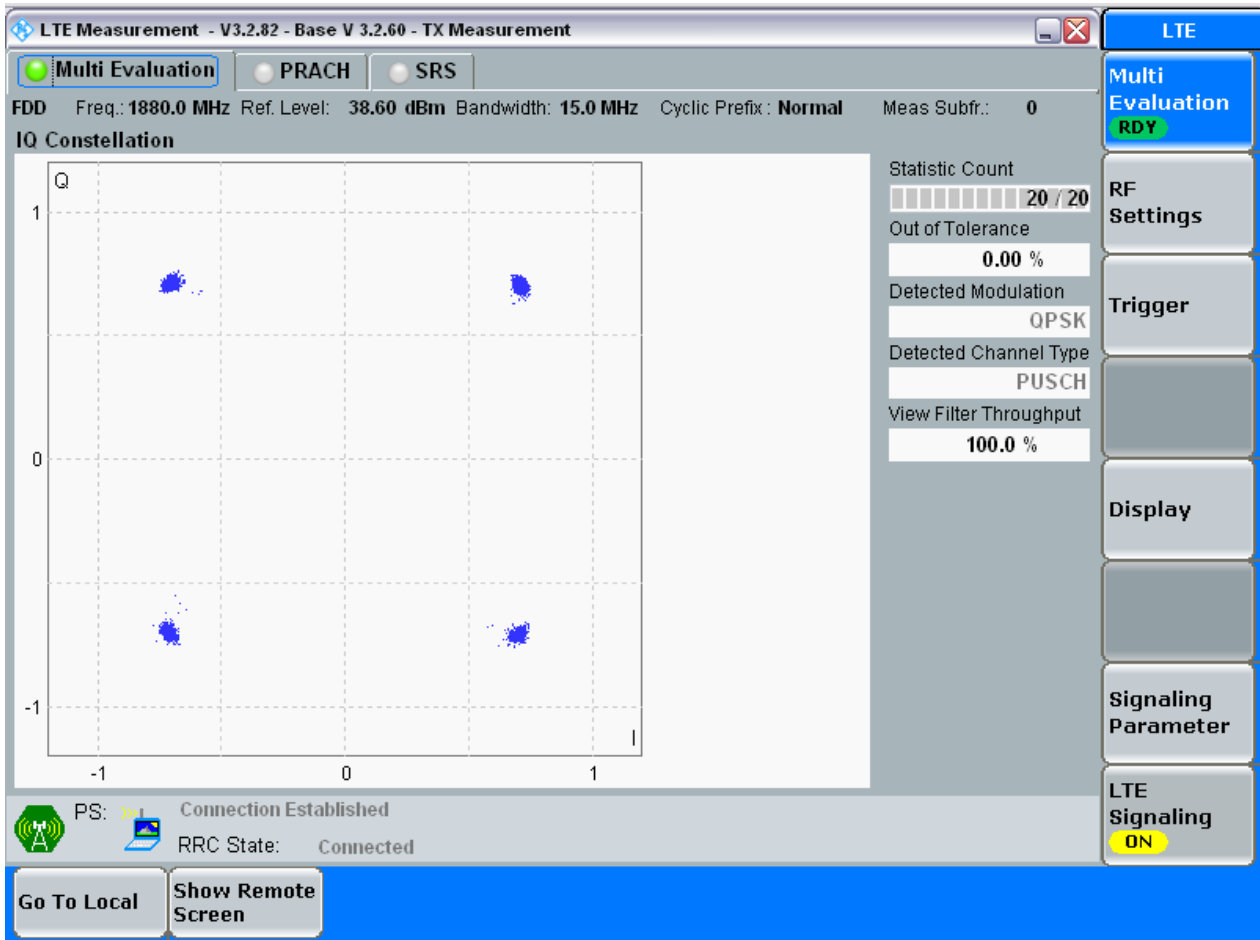 LTE Measurement - V3.2.82 - Base V 3.2.60 - TX Measurement
LTE
Multi Evaluation PRACH SRS
Multi
Evaluation
RDY
FDD Freq.: 1880.0 MHz Ref. Level: 38.60 dBm Bandwidth: 15.0 MHz Cyclic Prefix : Normal Meas Subfr.: 0
IQ Constellation
Q
1
0
-1
I
-1 0 1
Statistic Count
20 / 20
Out of Tolerance
0.00 %
Detected Modulation
QPSK
Detected Channel Type
PUSCH
View Filter Throughput
100.0 %
RF
Settings
Trigger
Display
Signaling
Parameter
LTE
Signaling
ON
PS: Connection Established
RRC State: Connected
Go To Local
Show Remote
Screen